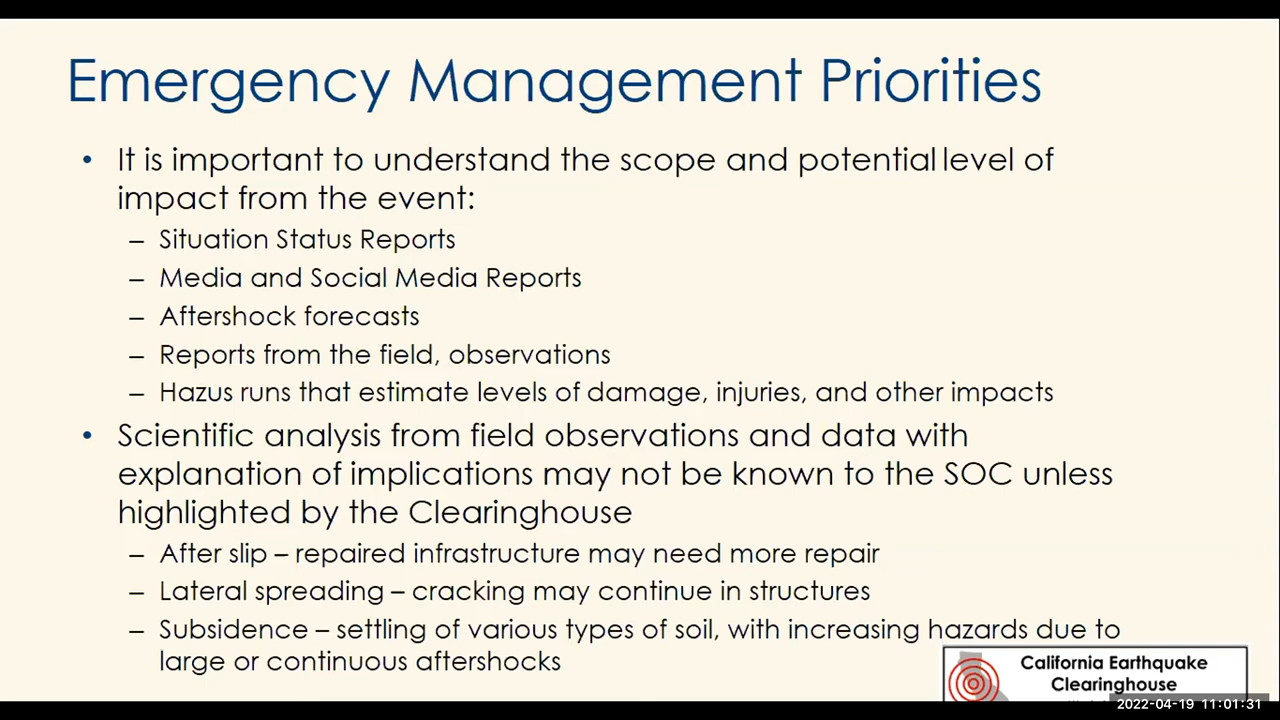 Emergency Management Priorities
• It is important to understand the scope and potential level of
impact from the event:
– Situation Status Reports
– Media and Social Media Reports
– Aftershock forecasts
– Reports from the field, observations
– Hazus runs that estimate levels of damage, injuries, and other impacts
• Scientific analysis from field observations and data with
explanation of implications may not be known to the SOC unless
highlighted by the Clearinghouse
– After slip – repaired infrastructure may need more repair
– Lateral spreading – cracking may continue in structures
– Subsidence – settling of various types of soil, with increasing hazards due to
large or continuous aftershocks
California Earthquake
Clearinghouse
2022-04-19 11:01:31